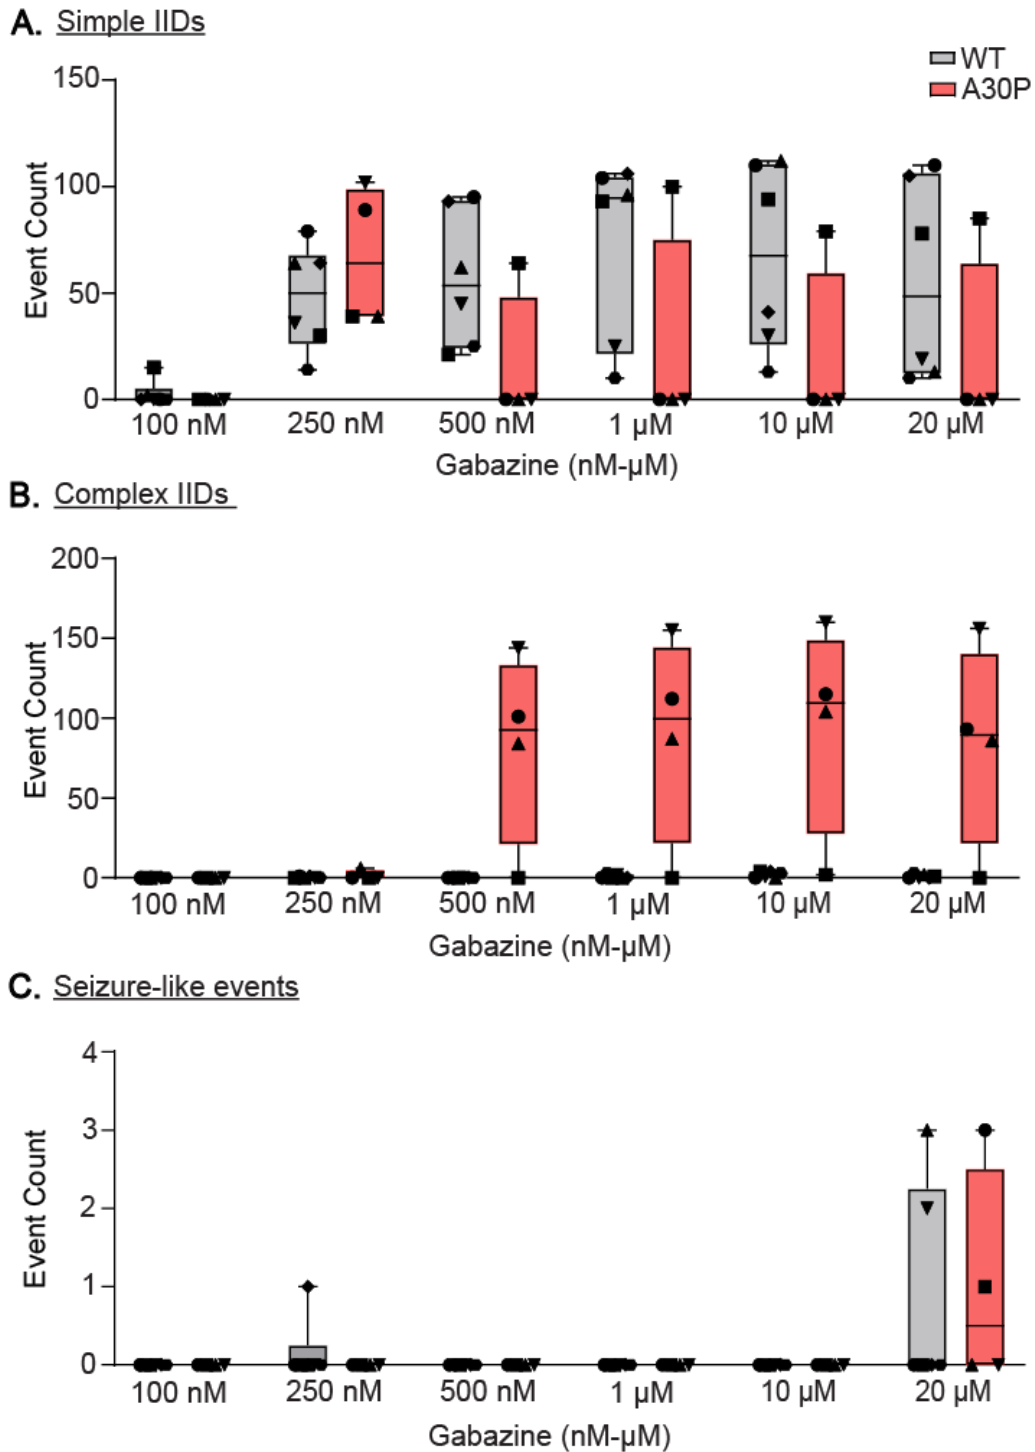 A. Simple IIDs
WT
A30P
150
100
50
0
Event Count
100 nM 250 nM 500 nM 1 µM 10 µM 20 µM
Gabazine (nM-µM)
B. Complex IIDs
200
150
100
50
0
Event Count
100 nM 250 nM 500 nM 1 µM 10 µM 20 µM
Gabazine (nM-µM)
C. Seizure-like events
4
3
2
1
0
Event Count
100 nM 250 nM 500 nM 1 µM 10 µM 20 µM
Gabazine (nM-µM)